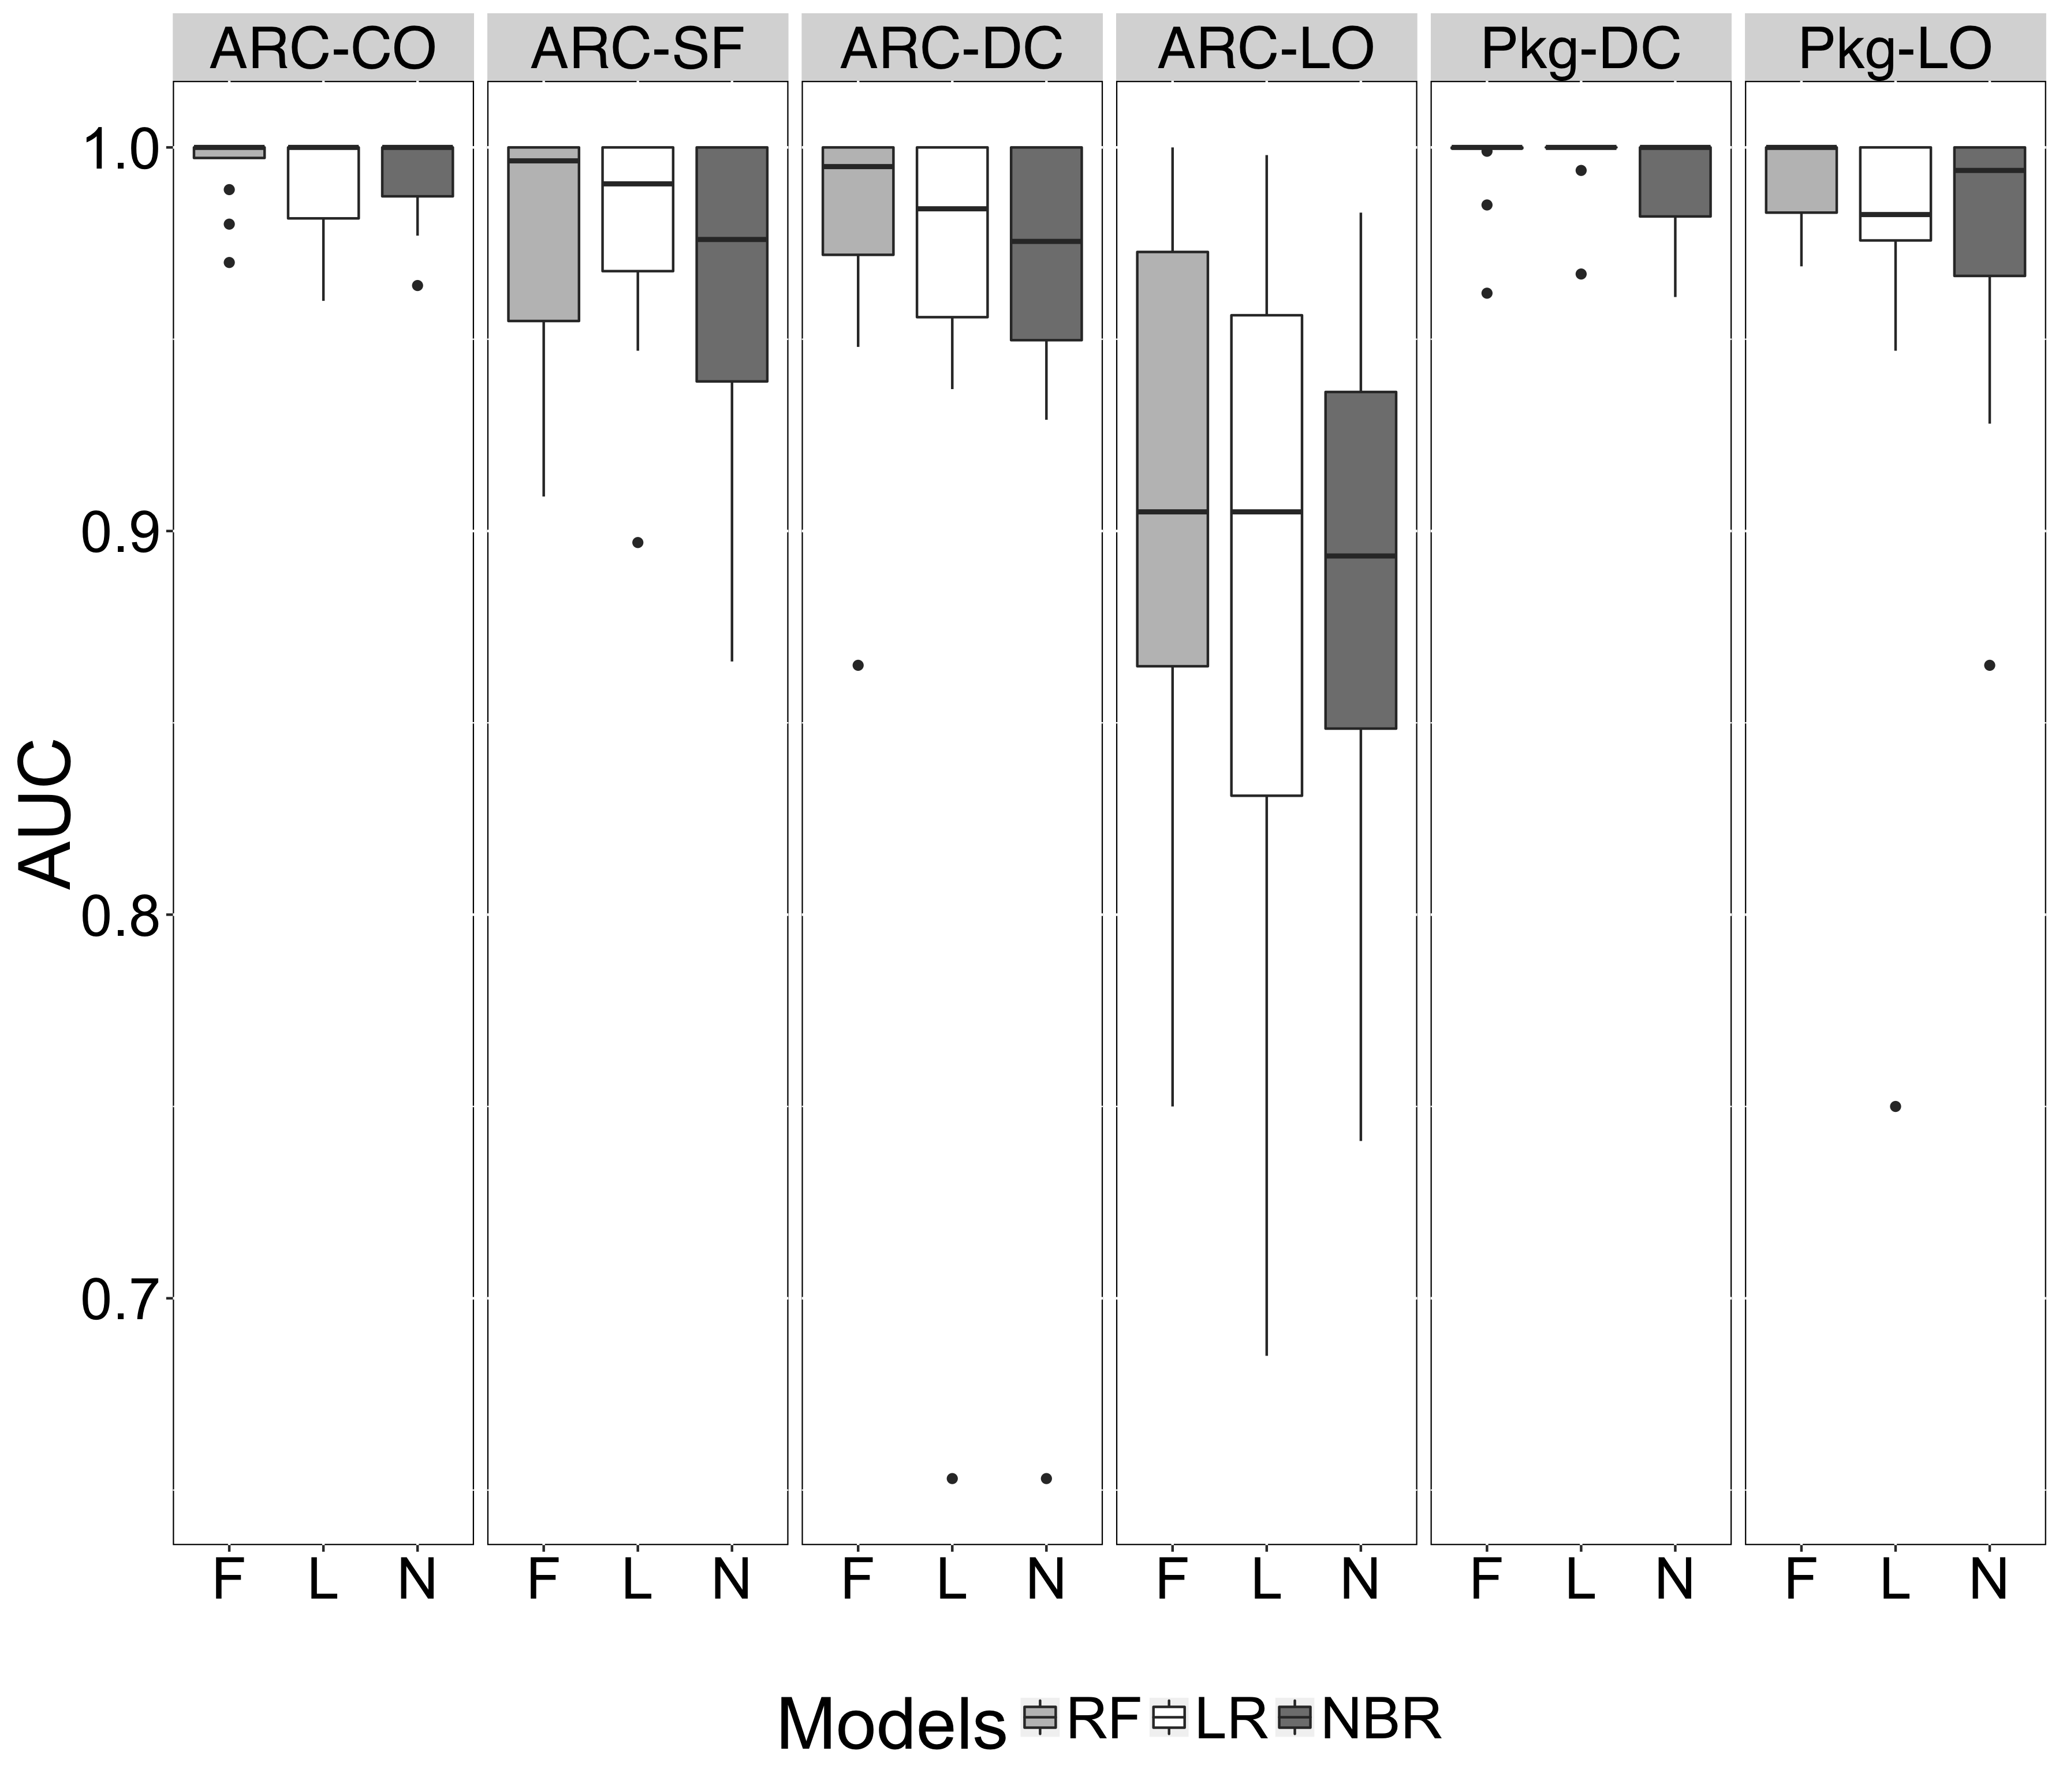 ARC-CO ARC-SF ARC-DC ARC-LO Pkg-DC Pkg-LO
1.0
0.9
0.8
0.7
AUC
F L N F L N F L N F L N F L N F L N
Models RF LR NBR